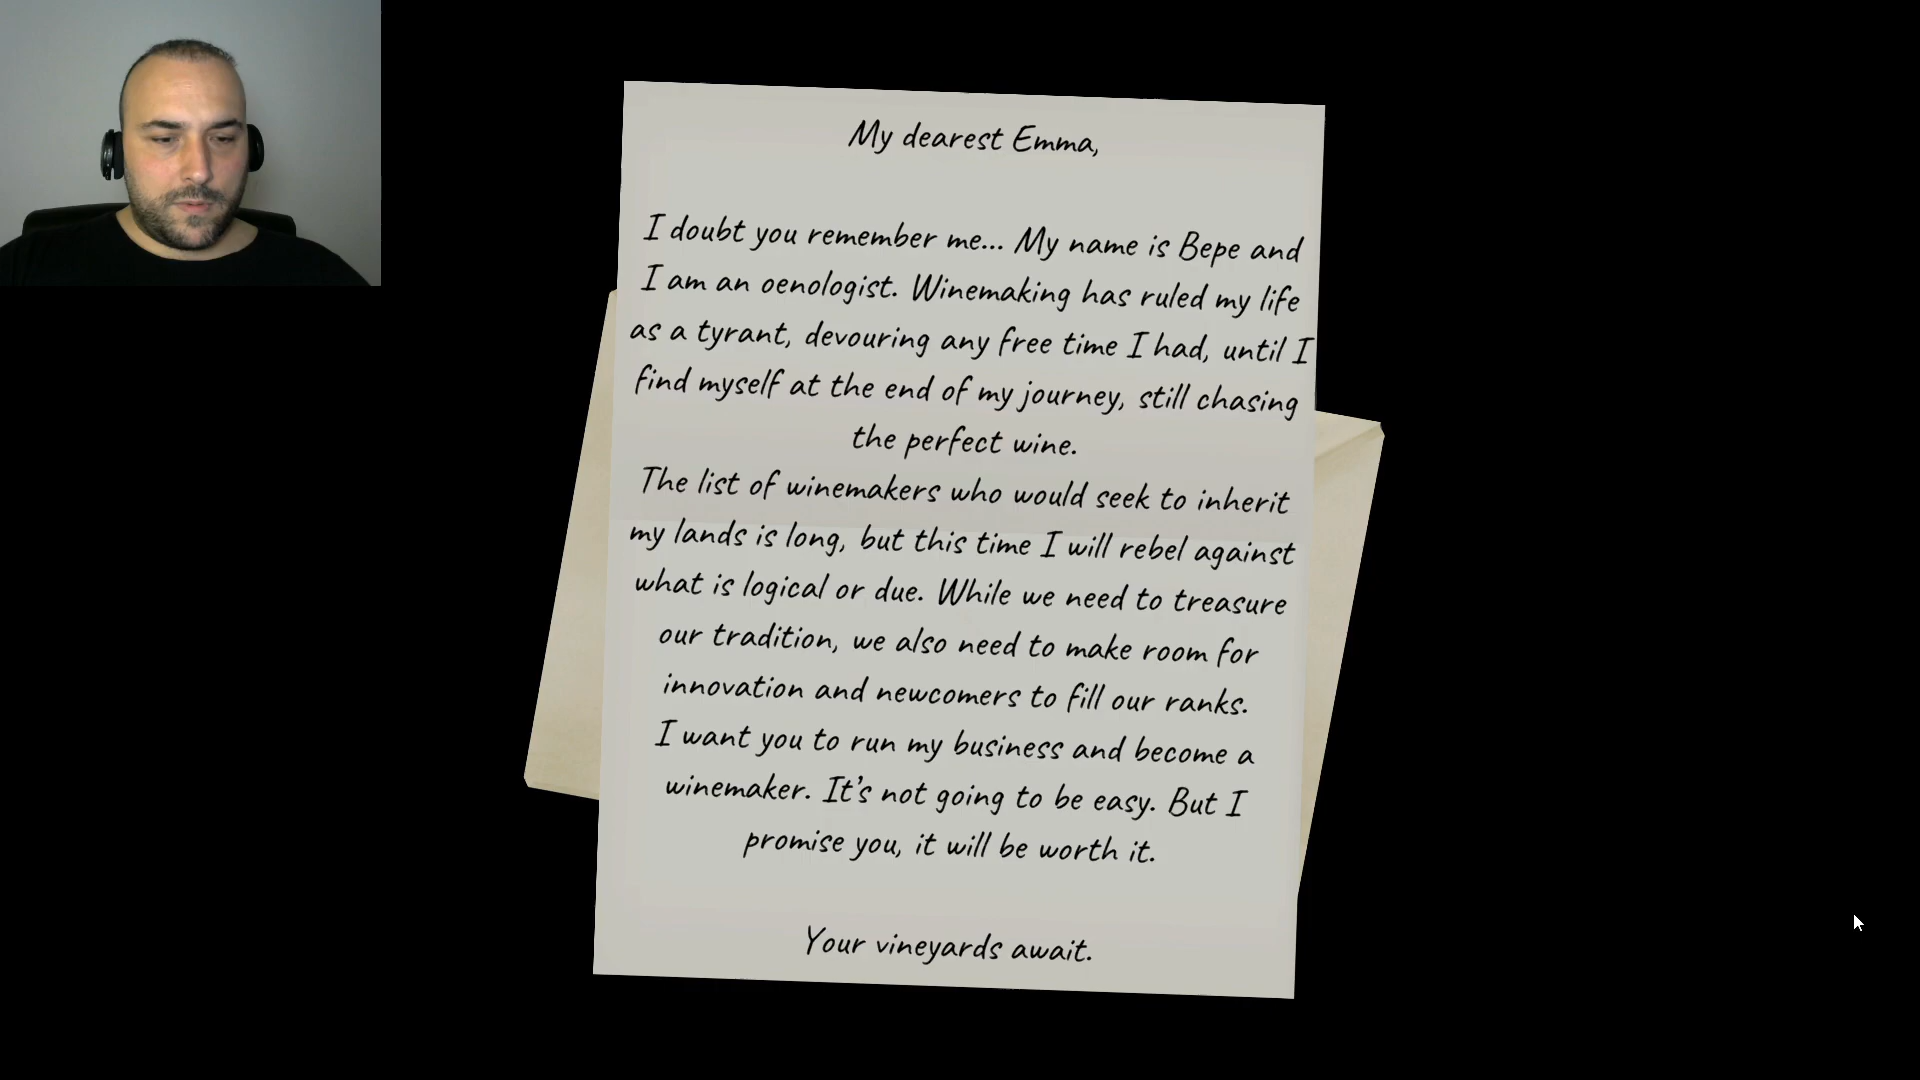 My dearest Emma,
I doubt you remember me... My name is Bepe and
I am an oenologist. Winemaking has ruled my life
as a tyrant, devouring any free time I had, until I
find myself at the end of my journey, still chasing
the perfect wine.
The list of winemakers who would seek to inherit
my lands is long, but this time I will rebel against
what is logical or due. While we need to treasure
our tradition, we also need to make room for
innovation and newcomers to fill our ranks.
I want you to run my business and become a
winemaker. It's not going to be easy. But I
promise you, it will be worth it.
Your vineyards await.